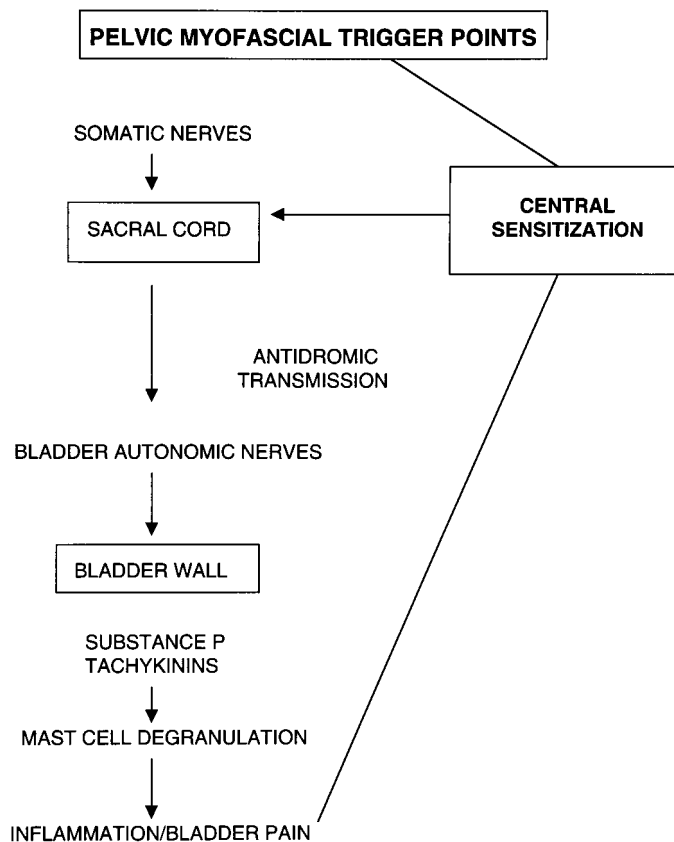 PELVIC MYOFASCIAL TRIGGER POINTS
SOMATIC NERVES
SACRAL CORD
CENTRAL
SENSITIZATION
ANTIDROMIC
TRANSMISSION
BLADDER AUTONOMIC NERVES
BLADDER WALL
SUBSTANCE P
TACHYKININS
MAST CELL DEGRANULATION
INFLAMMATION/BLADDER PAIN